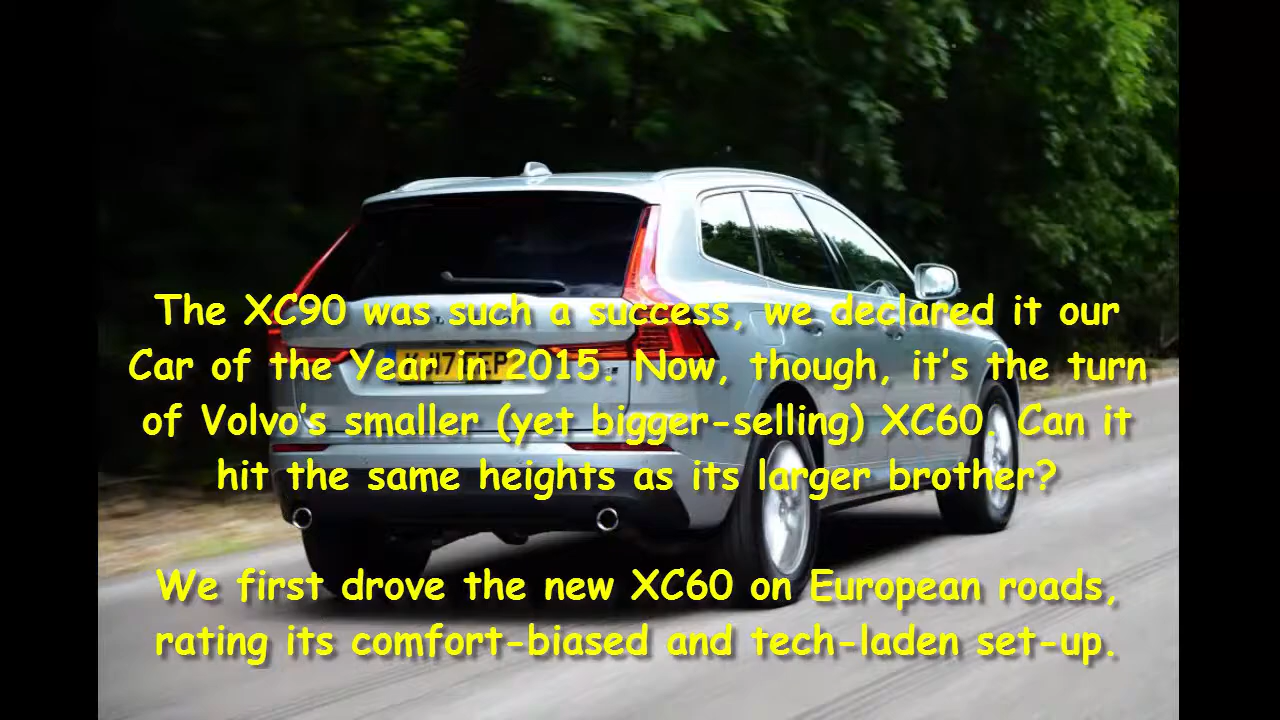 The XC90 was such a success, we declared it our
Car of the Year in 2015. Now, though, it’s the turn
of Volvo’s smaller (yet bigger-selling) XC60. Can it
hit the same heights as its larger brother?
We first drove the new XC60 on European roads,
rating its comfort-biased and tech-laden set-up.